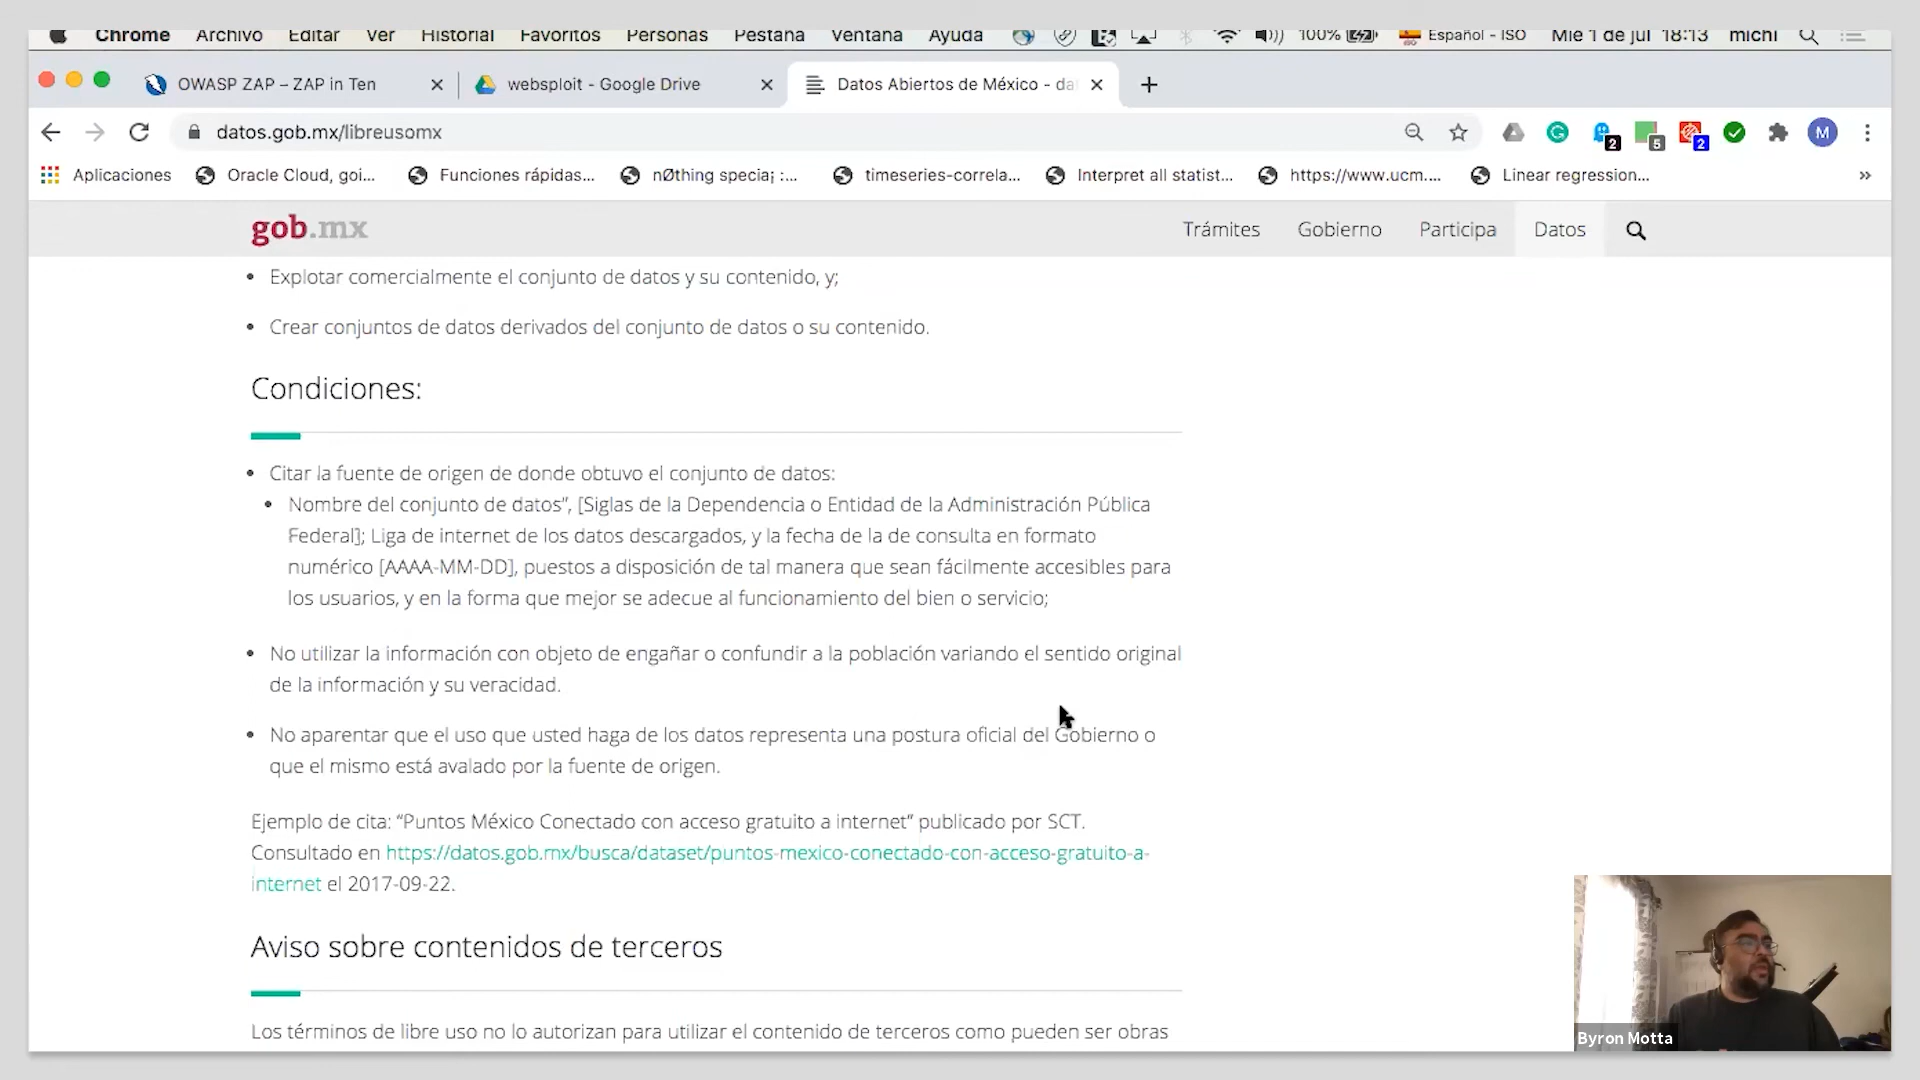 Chrome Archivo Editar Ver Historial Favoritos Personas Pestaña Ventana Ayuda 100% Español - ISO Mié 1 de jul 18:13 michi
OWASP ZAP – ZAP in Ten
websploit - Google Drive
Datos Abiertos de México - da
datos.gob.mx/libreusomx
2 5 2 M
Aplicaciones Oracle Cloud, goi... Funciones rápidas... nØthing specia¡ :... timeseries-correla... Interpret all statist... https://www.ucm.... Linear regression... »
gob.mx Trámites Gobierno Participa Datos
• Explotar comercialmente el conjunto de datos y su contenido, y;
• Crear conjuntos de datos derivados del conjunto de datos o su contenido.
Condiciones:
• Citar la fuente de origen de donde obtuvo el conjunto de datos:
• Nombre del conjunto de datos”, [Siglas de la Dependencia o Entidad de la Administración Pública
Federal]; Liga de internet de los datos descargados, y la fecha de la de consulta en formato
numérico [AAAA-MM-DD], puestos a disposición de tal manera que sean fácilmente accesibles para
los usuarios, y en la forma que mejor se adecue al funcionamiento del bien o servicio;
• No utilizar la información con objeto de engañar o confundir a la población variando el sentido original
de la información y su veracidad.
• No aparentar que el uso que usted haga de los datos representa una postura oficial del Gobierno o
que el mismo está avalado por la fuente de origen.
Ejemplo de cita: “Puntos México Conectado con acceso gratuito a internet” publicado por SCT.
Consultado en https://datos.gob.mx/busca/dataset/puntos-mexico-conectado-con-acceso-gratuito-a-
internet el 2017-09-22.
Aviso sobre contenidos de terceros
Los términos de libre uso no lo autorizan para utilizar el contenido de terceros como pueden ser obras
Byron Motta